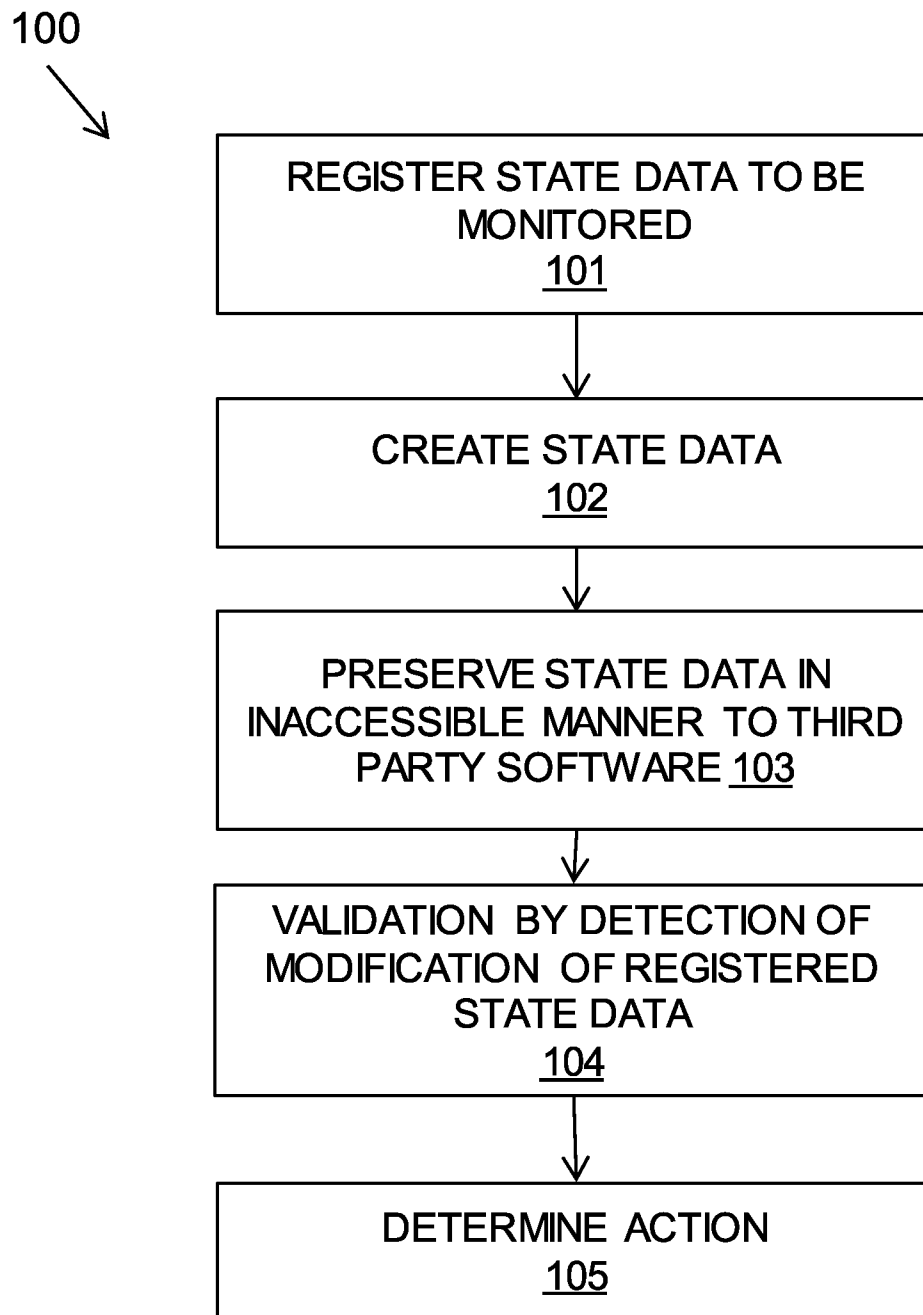 100
REGISTER STATE DATA TO BE
MONITORED
101
CREATE STATE DATA
102
PRESERVE STATE DATA IN
INACCESSIBLE MANNER TO THIRD
PARTY SOFTWARE 103
VALIDATION BY DETECTION OF
MODIFICATION OF REGISTERED
STATE DATA
104
DETERMINE ACTION
105